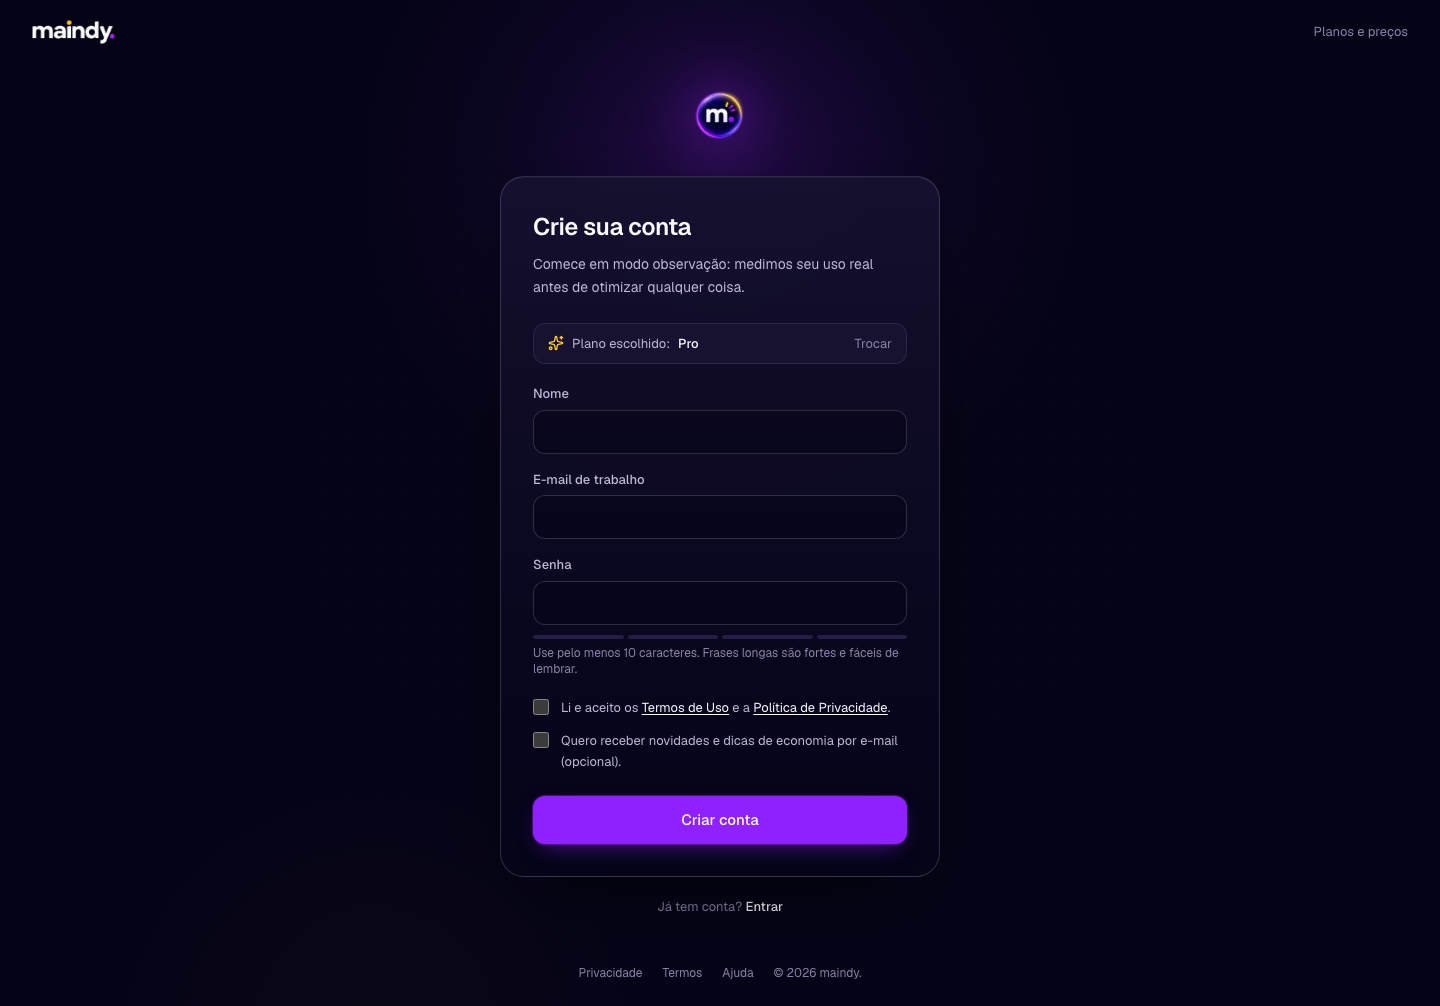 maindy.
Planos e preços
m.
Crie sua conta
Comece em modo observação: medimos seu uso real
antes de otimizar qualquer coisa.
Plano escolhido: Pro
Trocar
Nome
E-mail de trabalho
Senha
Use pelo menos 10 caracteres. Frases longas são fortes e fáceis de
lembrar.
Li e aceito os Termos de Uso e a Política de Privacidade.
Quero receber novidades e dicas de economia por e-mail
(opcional).
Criar conta
Já tem conta? Entrar
Privacidade
Termos
Ajuda
© 2026 maindy.